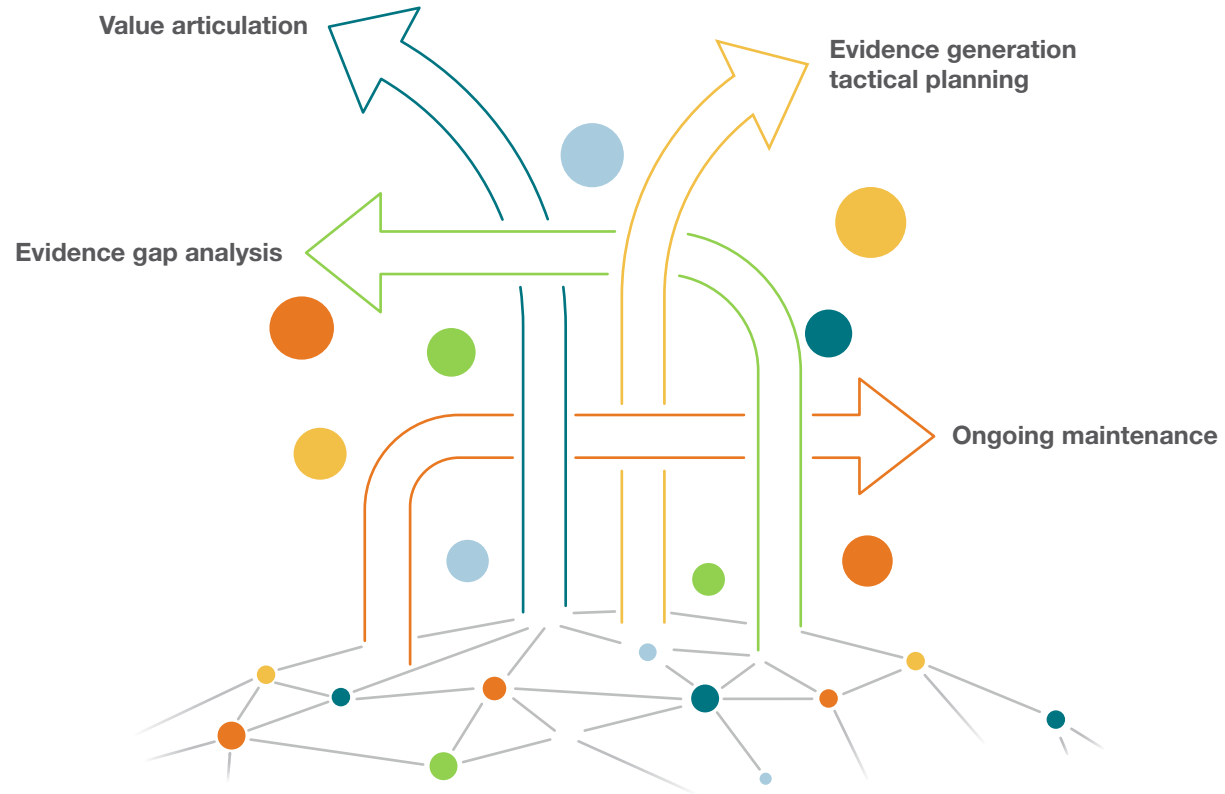 Value articulation
Evidence generation
tactical planning
Evidence gap analysis
Ongoing maintenance